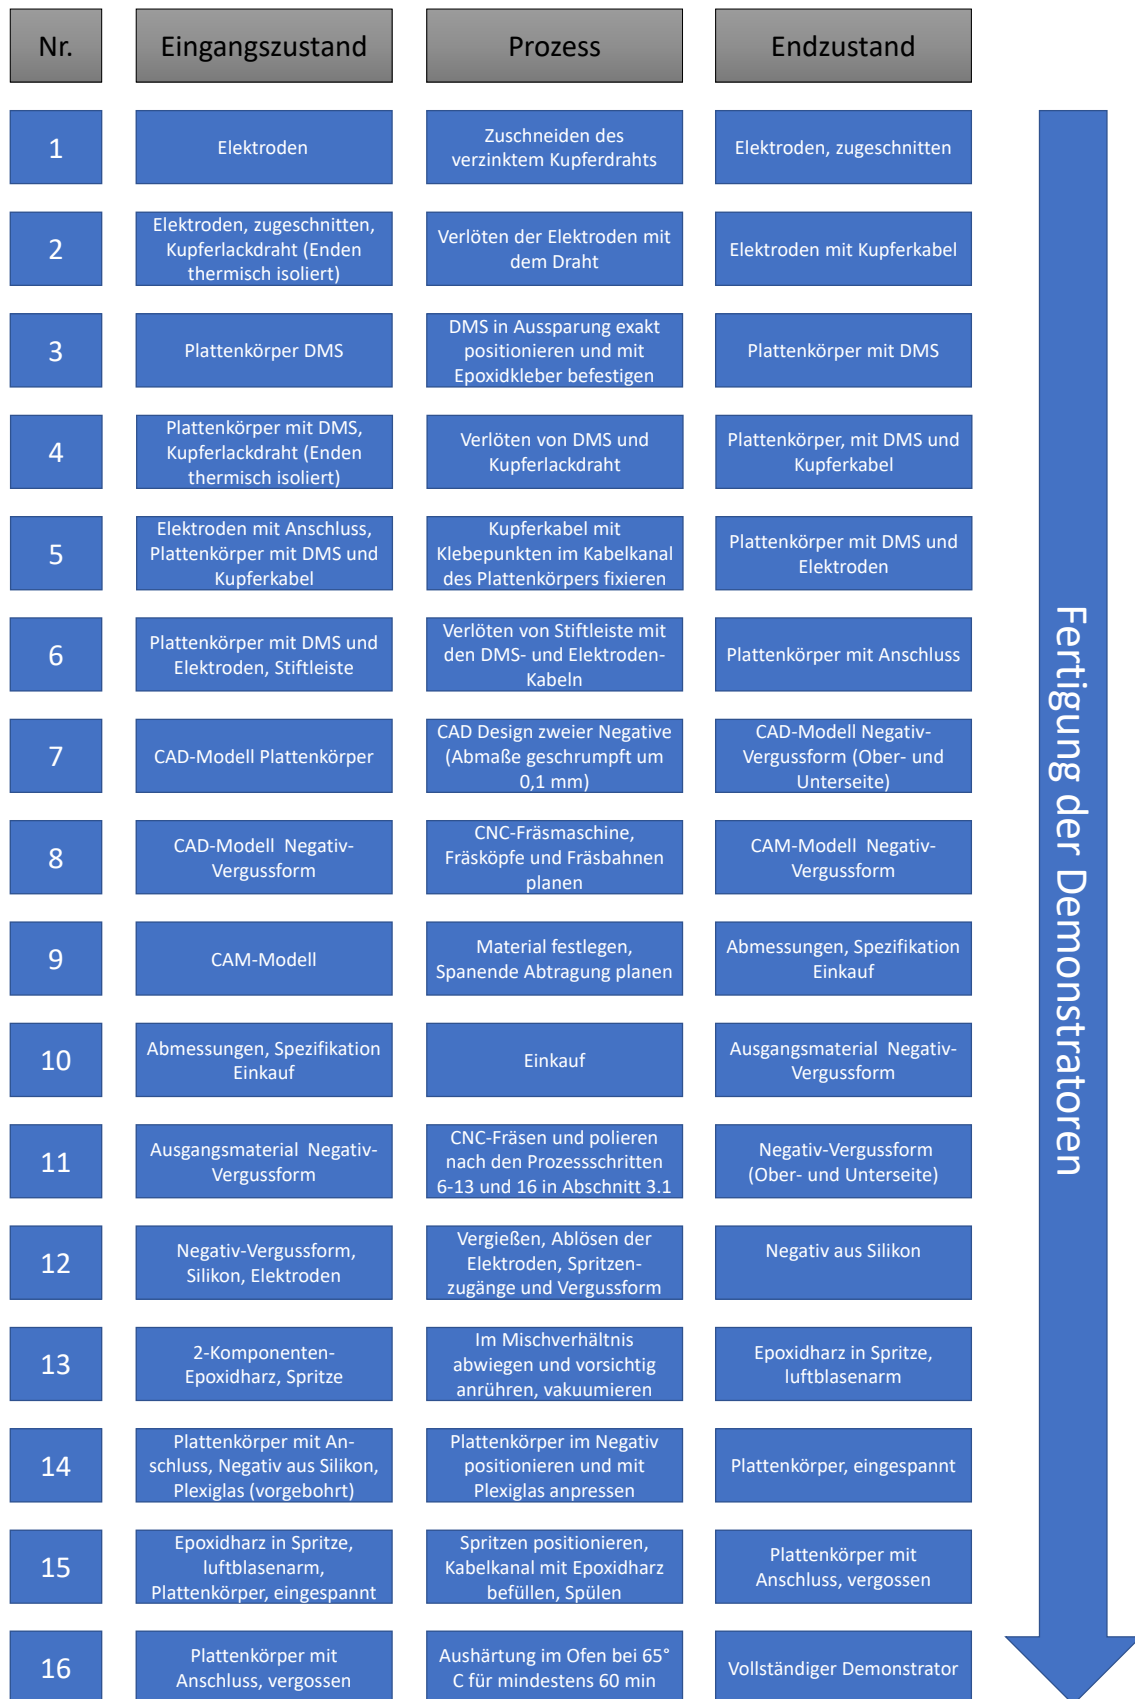 Nr.
Eingangszustand
Prozess
Endzustand
1
Elektroden
Zuschneiden des
verzinktem Kupferdrahts
Elektroden, zugeschnitten
2
Elektroden, zugeschnitten,
Kupferlackdraht (Enden
thermisch isoliert)
Verlöten der Elektroden mit
dem Draht
Elektroden mit Kupferkabel
3
Plattenkörper DMS
DMS in Aussparung exakt
positionieren und mit
Epoxidkleber befestigen
Plattenkörper mit DMS
4
Plattenkörper mit DMS,
Kupferlackdraht (Enden
thermisch isoliert)
Verlöten von DMS und
Kupferlackdraht
Plattenkörper, mit DMS und
Kupferkabel
5
Elektroden mit Anschluss,
Plattenkörper mit DMS und
Kupferkabel
Kupferkabel mit
Klebepunkten im Kabelkanal
des Plattenkörpers fixieren
Plattenkörper mit DMS und
Elektroden
6
Plattenkörper mit DMS und
Elektroden, Stiftleiste
Verlöten von Stiftleiste mit
den DMS- und Elektroden-
Kabeln
Plattenkörper mit Anschluss
7
CAD-Modell Plattenkörper
CAD Design zweier Negative
(Abmaße geschrumpft um
0,1 mm)
CAD-Modell Negativ-
Vergussform (Ober- und
Unterseite)
8
CAD-Modell Negativ-
Vergussform
CNC-Fräsmaschine,
Fräsköpfe und Fräsbahnen
planen
CAM-Modell Negativ-
Vergussform
9
CAM-Modell
Material festlegen,
Spanende Abtragung planen
Abmessungen, Spezifikation
Einkauf
10
Abmessungen, Spezifikation
Einkauf
Einkauf
Ausgangsmaterial Negativ-
Vergussform
11
Ausgangsmaterial Negativ-
Vergussform
CNC-Fräsen und polieren
nach den Prozessschritten
6-13 und 16 in Abschnitt 3.1
Negativ-Vergussform
(Ober- und Unterseite)
12
Negativ-Vergussform,
Silikon, Elektroden
Vergießen, Ablösen der
Elektroden, Spritzen-
zugänge und Vergussform
Negativ aus Silikon
13
2-Komponenten-
Epoxidharz, Spritze
Im Mischverhältnis
abwiegen und vorsichtig
anrühren, vakuumieren
Epoxidharz in Spritze,
luftblasenarm
14
Plattenkörper mit An-
schluss, Negativ aus Silikon,
Plexiglas (vorgebohrt)
Plattenkörper im Negativ
positionieren und mit
Plexiglas anpressen
Plattenkörper, eingespannt
15
Epoxidharz in Spritze,
luftblasenarm,
Plattenkörper, eingespannt
Spritzen positionieren,
Kabelkanal mit Epoxidharz
befüllen, Spülen
Plattenkörper mit
Anschluss, vergossen
16
Plattenkörper mit
Anschluss, vergossen
Aushärtung im Ofen bei 65°
C für mindestens 60 min
Vollständiger Demonstrator
Fertigung der Demonstratoren